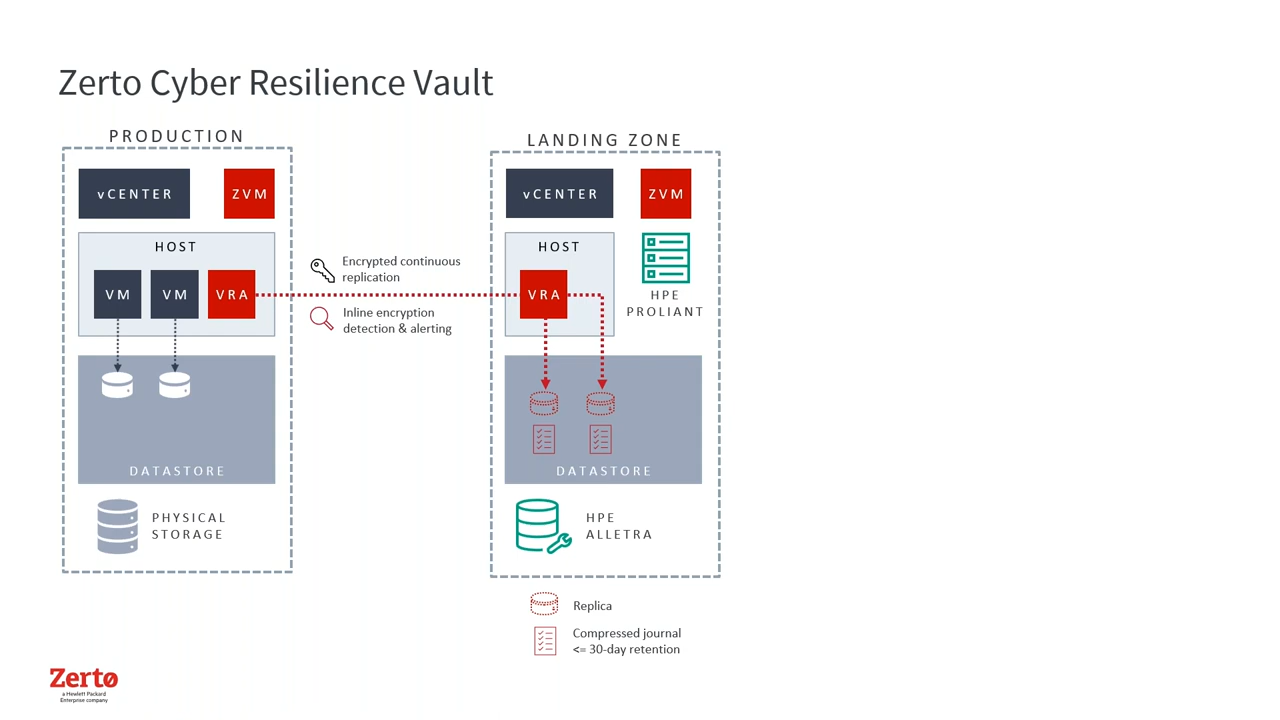 Zerto Cyber Resilience Vault
PRODUCTION
vCENTER
ZVM
HOST
VM
VM
VRA
DATASTORE
PHYSICAL
STORAGE
Encrypted continuous
replication
Inline encryption
detection & alerting
LANDING ZONE
vCENTER
ZVM
HOST
VRA
HPE
PROLIANT
DATASTORE
HPE
ALLETRA
Replica
Compressed journal
<= 30-day retention
Zerto
a Hewlett Packard
Enterprise company